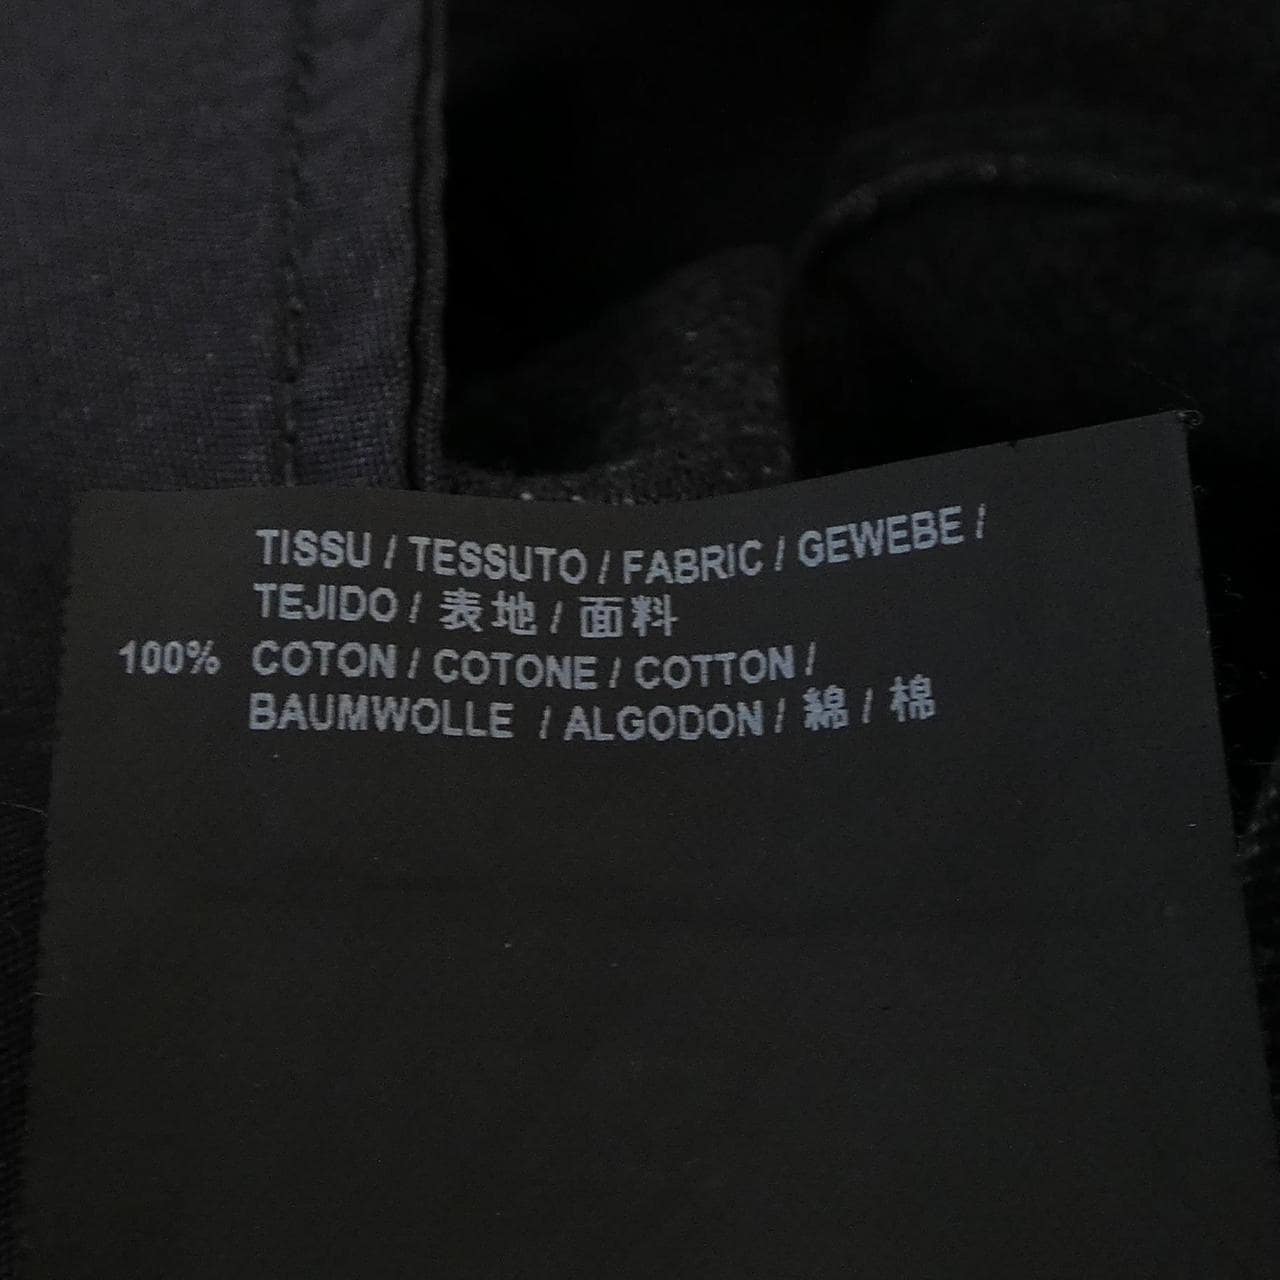 TISSU / TESSUTO / FABRIC / GEWEBE /
TEJIDO / 表地 / 面料
100% COTON / COTONE / COTTON /
BAUMWOLLE / ALGODON / 綿 / 棉